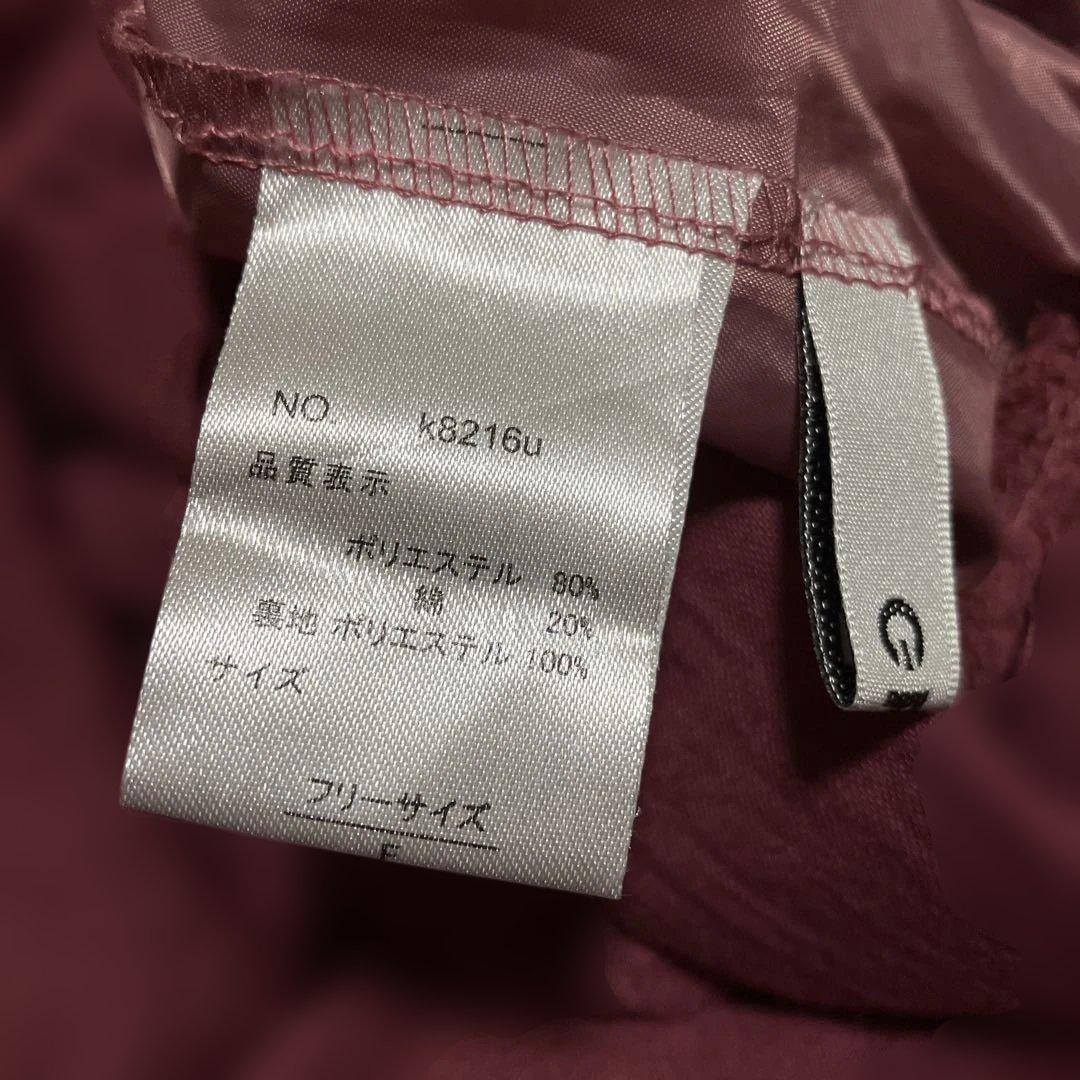 NO. k8216u
品質表示
ポリエステル 80%
綿 20%
裏地 ポリエステル 100%
サイズ
フリーサイズ
F
G